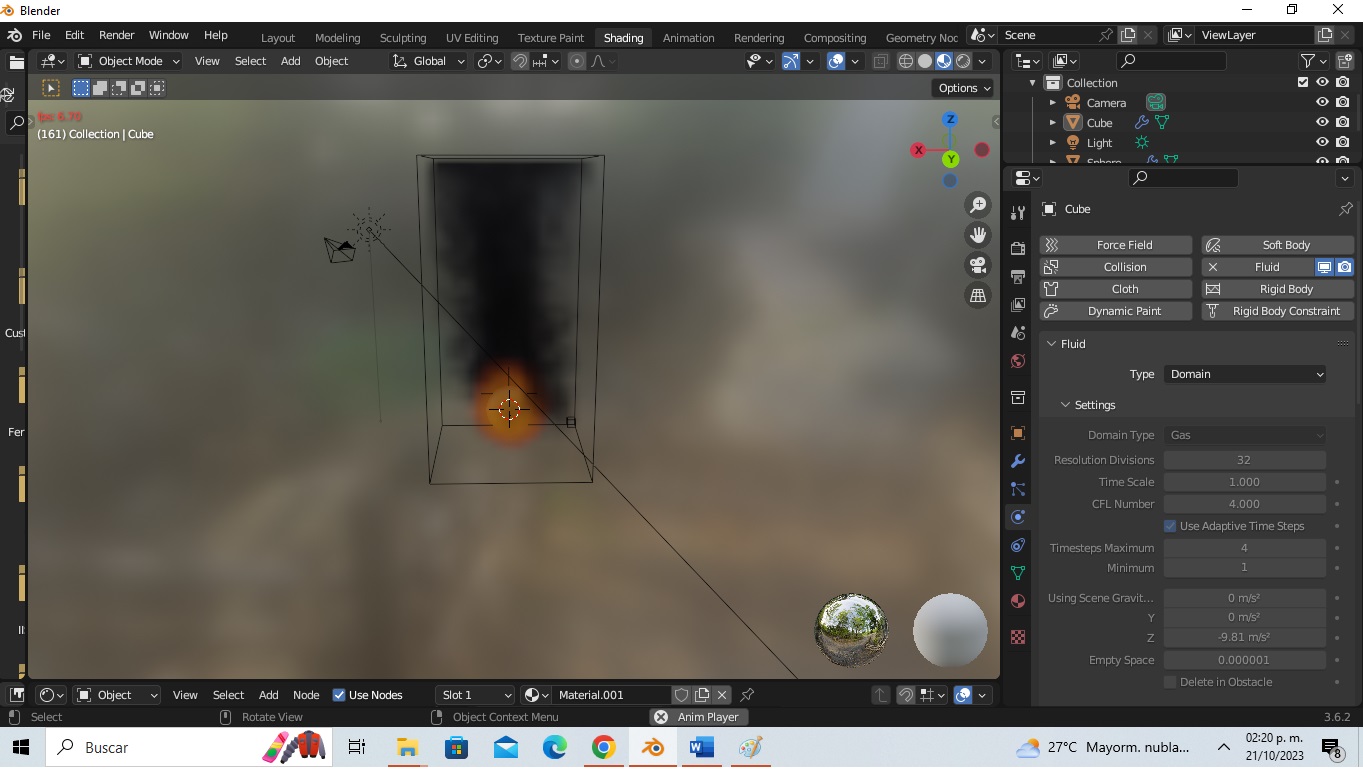 Blender
File Edit Render Window Help Layout Modeling Sculpting UV Editing Texture Paint Shading Animation Rendering Compositing Geometry Noc Scene ViewLayer
Object Mode View Select Add Object Global
Options
fps: 6.70
(161) Collection | Cube
Z
X
Y
Collection
Camera
Cube
Light
Sphere
Cube
Force Field Soft Body
Collision Fluid
Cloth Rigid Body
Dynamic Paint Rigid Body Constraint
Fluid
Type Domain
Settings
Domain Type Gas
Resolution Divisions 32
Time Scale 1.000
CFL Number 4.000
Use Adaptive Time Steps
Timesteps Maximum 4
Minimum 1
Using Scene Gravit... 0 m/s²
Y 0 m/s²
Z -9.81 m/s²
Empty Space 0.000001
Delete in Obstacle
Cust
Fer
Object View Select Add Node Use Nodes Slot 1 Material.001
Select Rotate View Object Context Menu Anim Player 3.6.2
Buscar 27°C Mayorm. nubla... 02:20 p. m.
21/10/2023 8